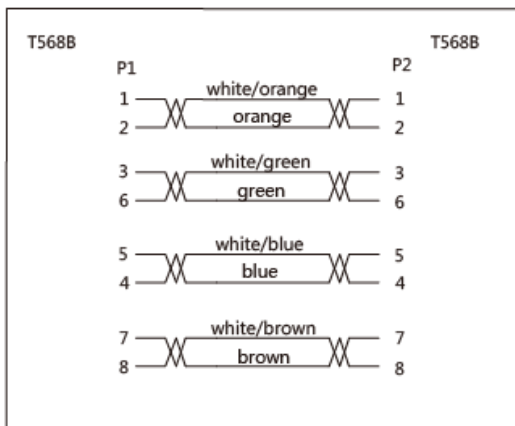 T568B T568B
P1 P2
1 white/orange 1
2 orange 2
3 white/green 3
6 green 6
5 white/blue 5
4 blue 4
7 white/brown 7
8 brown 8